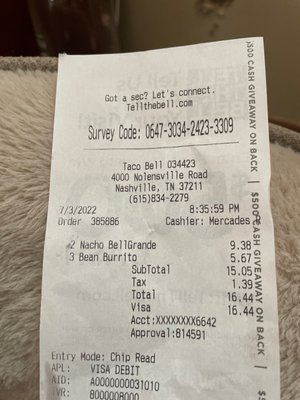 Got a sec? Let's connect.
Tellthebell.com
Survey Code: 0647-3034-2423-3309
Taco Bell 034423
4000 Nolensville Road
Nashville, TN 37211
(615)834-2279
7/3/2022 8:35:59 PM
Order 385886 Cashier: Mercades
2 Nacho BellGrande 9.38
3 Bean Burrito 5.67
SubTotal 15.05
Tax 1.39
Total 16.44
Visa 16.44
Acct:XXXXXXXX6642
Approval:814591
Entry Mode: Chip Read
APL: VISA DEBIT
AID: A0000000031010
TVR: 8000008000
$500 CASH GIVEAWAY ON BACK
$500 CASH GIVEAWAY ON BACK